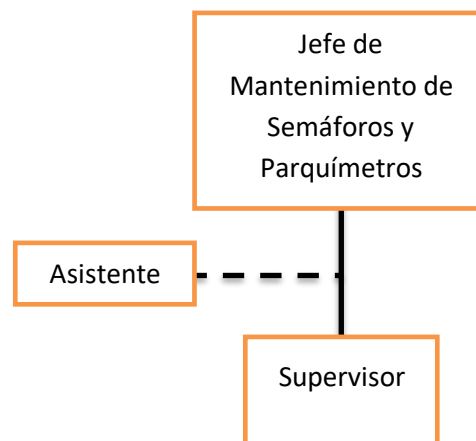 Jefe de
Mantenimiento de
Semáforos y
Parquímetros
Asistente
Supervisor